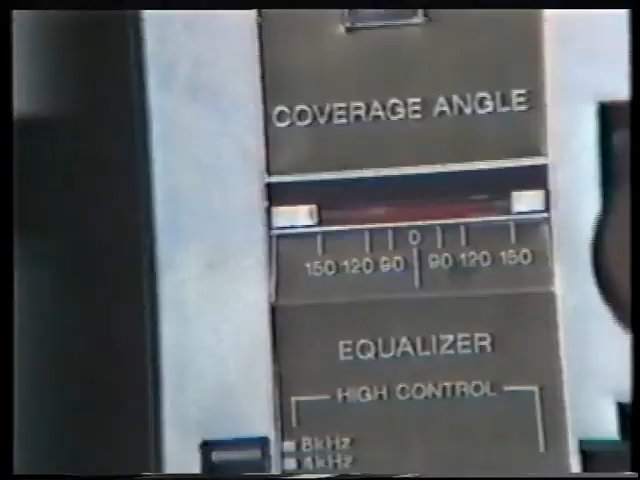 COVERAGE ANGLE
0
150 120 90 90 120 150
EQUALIZER
HIGH CONTROL
8kHz
4kHz